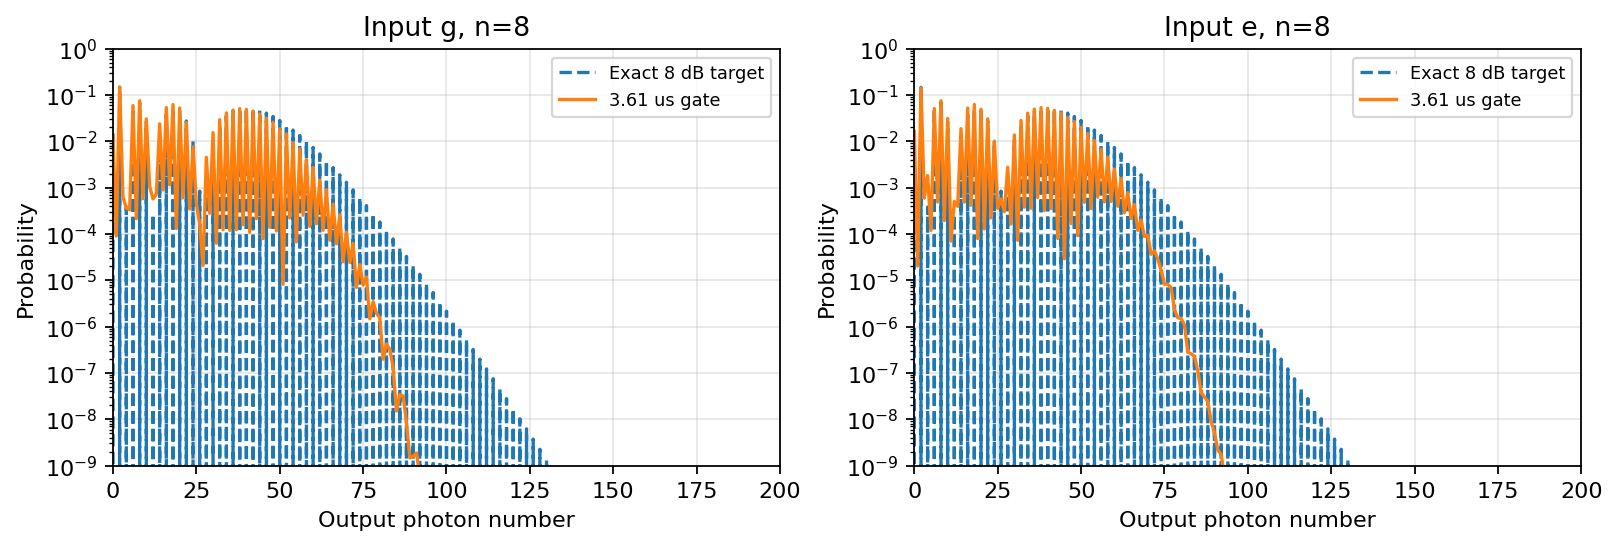 Input g, n=8
10⁰
10⁻¹
10⁻²
10⁻³
10⁻⁴
10⁻⁵
10⁻⁶
10⁻⁷
10⁻⁸
10⁻⁹
Probability
Exact 8 dB target
3.61 us gate
0 25 50 75 100 125 150 175 200
Output photon number
Input e, n=8
10⁰
10⁻¹
10⁻²
10⁻³
10⁻⁴
10⁻⁵
10⁻⁶
10⁻⁷
10⁻⁸
10⁻⁹
Probability
Exact 8 dB target
3.61 us gate
0 25 50 75 100 125 150 175 200
Output photon number